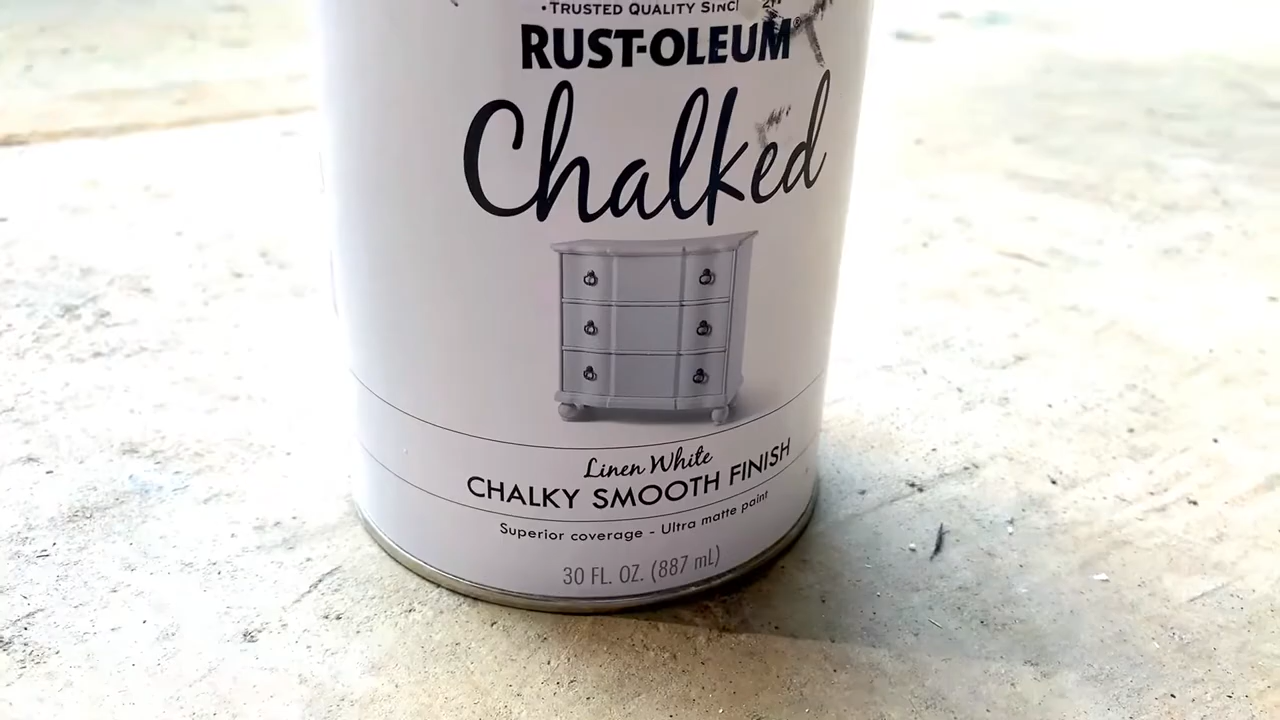 • TRUSTED QUALITY SINCE
RUST-OLEUM®
Chalked
Linen White
CHALKY SMOOTH FINISH
Superior coverage - Ultra matte paint
30 FL. OZ. (887 mL)